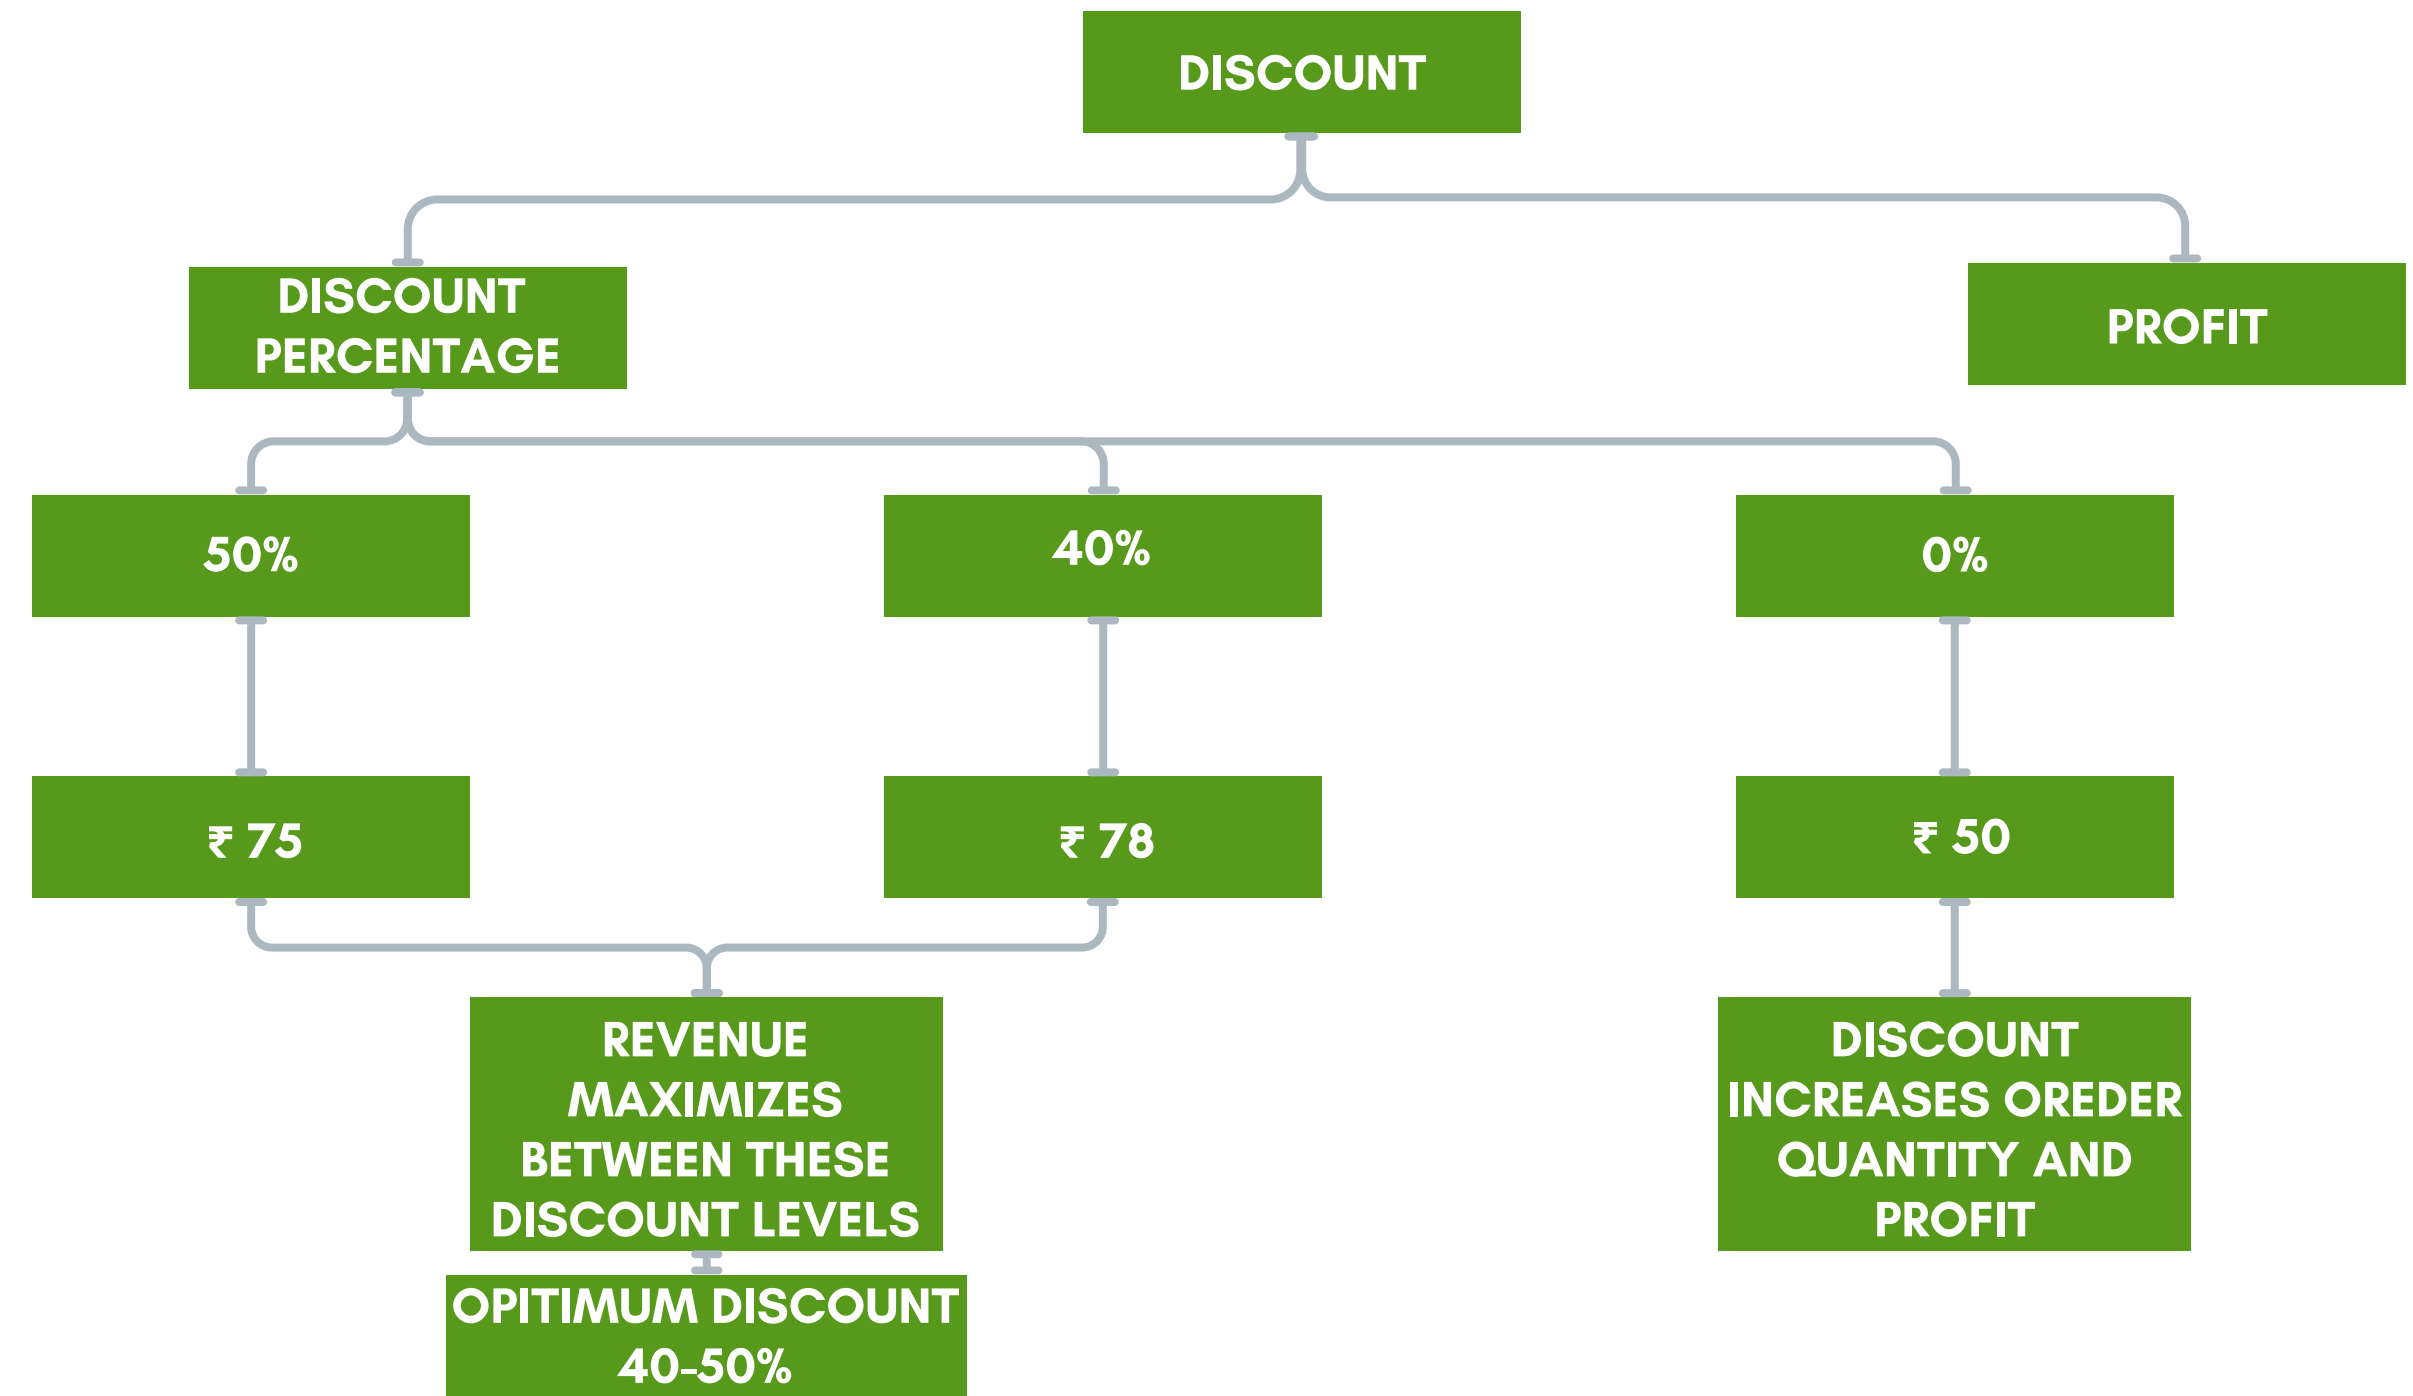 DISCOUNT
DISCOUNT
PERCENTAGE
PROFIT
50%
40%
0%
₹ 75
₹ 78
₹ 50
REVENUE
MAXIMIZES
BETWEEN THESE
DISCOUNT LEVELS
DISCOUNT
INCREASES OREDER
QUANTITY AND
PROFIT
OPITIMUM DISCOUNT
40-50%